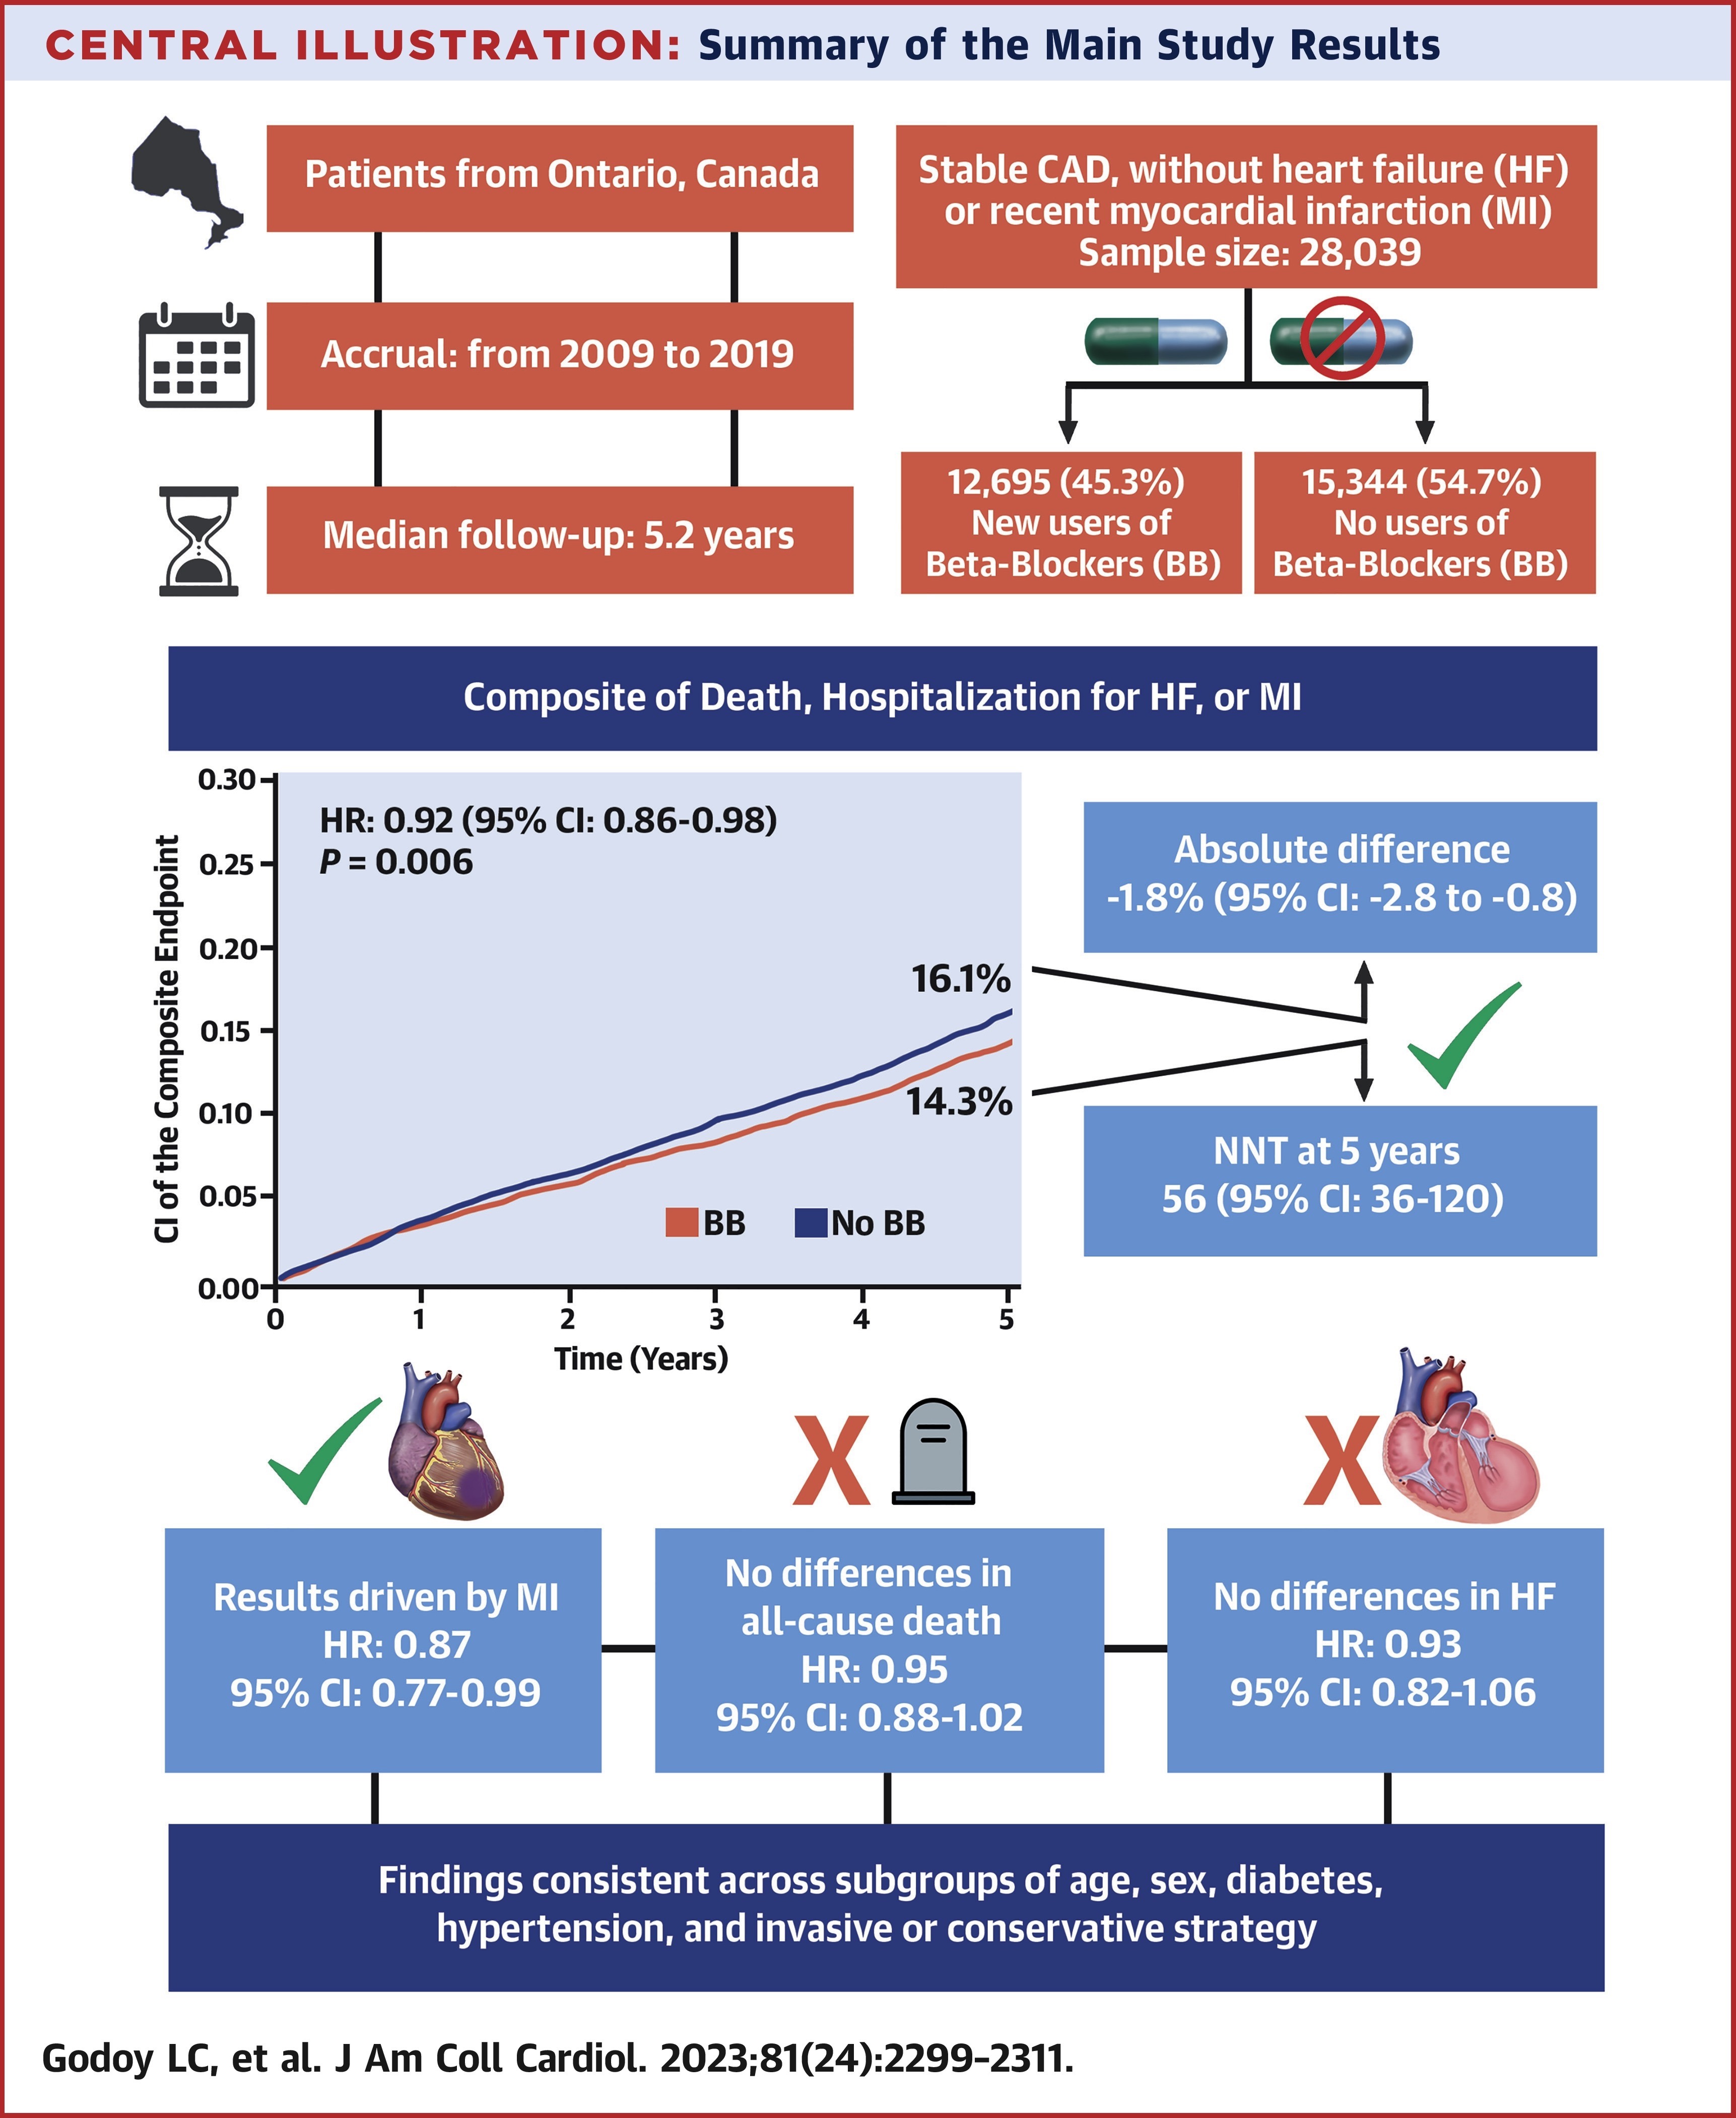 CENTRAL ILLUSTRATION: Summary of the Main Study Results
Patients from Ontario, Canada
Accrual: from 2009 to 2019
Median follow-up: 5.2 years
Stable CAD, without heart failure (HF)
or recent myocardial infarction (MI)
Sample size: 28,039
12,695 (45.3%)
New users of
Beta-Blockers (BB)
15,344 (54.7%)
No users of
Beta-Blockers (BB)
Composite of Death, Hospitalization for HF, or MI
CI of the Composite Endpoint
0.30
0.25
0.20
0.15
0.10
0.05
0.00
HR: 0.92 (95% CI: 0.86-0.98)
P = 0.006
16.1%
14.3%
BB
No BB
0 1 2 3 4 5
Time (Years)
Absolute difference
-1.8% (95% CI: -2.8 to -0.8)
NNT at 5 years
56 (95% CI: 36-120)
X
X
Results driven by MI
HR: 0.87
95% CI: 0.77-0.99
No differences in
all-cause death
HR: 0.95
95% CI: 0.88-1.02
No differences in HF
HR: 0.93
95% CI: 0.82-1.06
Findings consistent across subgroups of age, sex, diabetes,
hypertension, and invasive or conservative strategy
Godoy LC, et al. J Am Coll Cardiol. 2023;81(24):2299–2311.